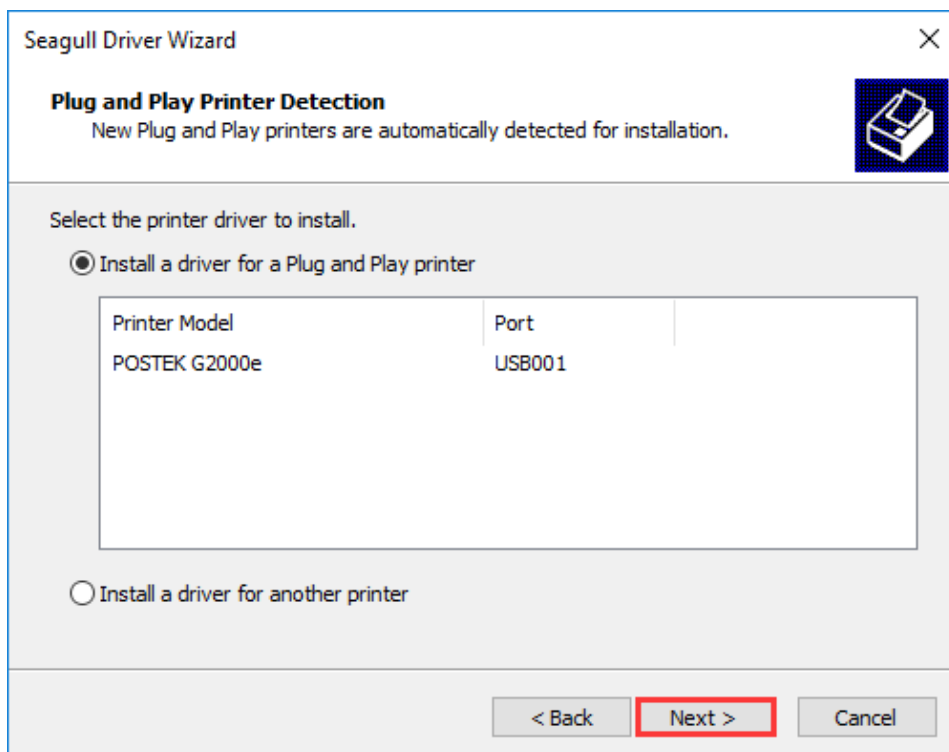 Seagull Driver Wizard
Plug and Play Printer Detection
New Plug and Play printers are automatically detected for installation.
Select the printer driver to install.
Install a driver for a Plug and Play printer
Printer Model Port
POSTEK G2000e USB001
Install a driver for another printer
< Back Next > Cancel